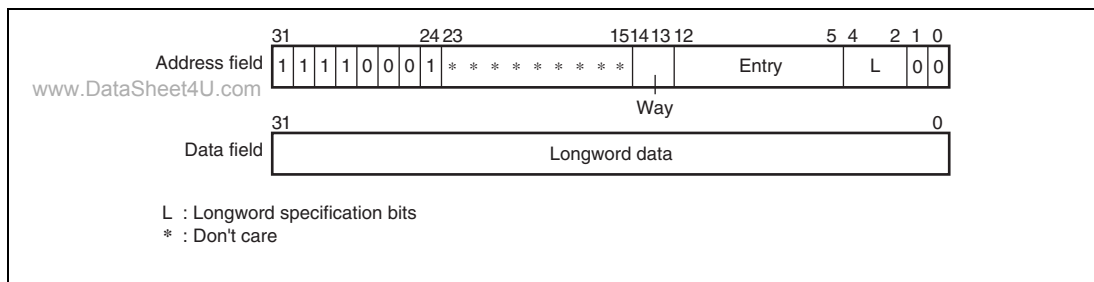 31 24 23 15 14 13 12 5 4 2 1 0
Address field 1 1 1 1 0 0 0 1 * * * * * * * * * Entry L 0 0
www.DataSheet4U.com
Way
31 0
Data field Longword data
L : Longword specification bits
* : Don't care